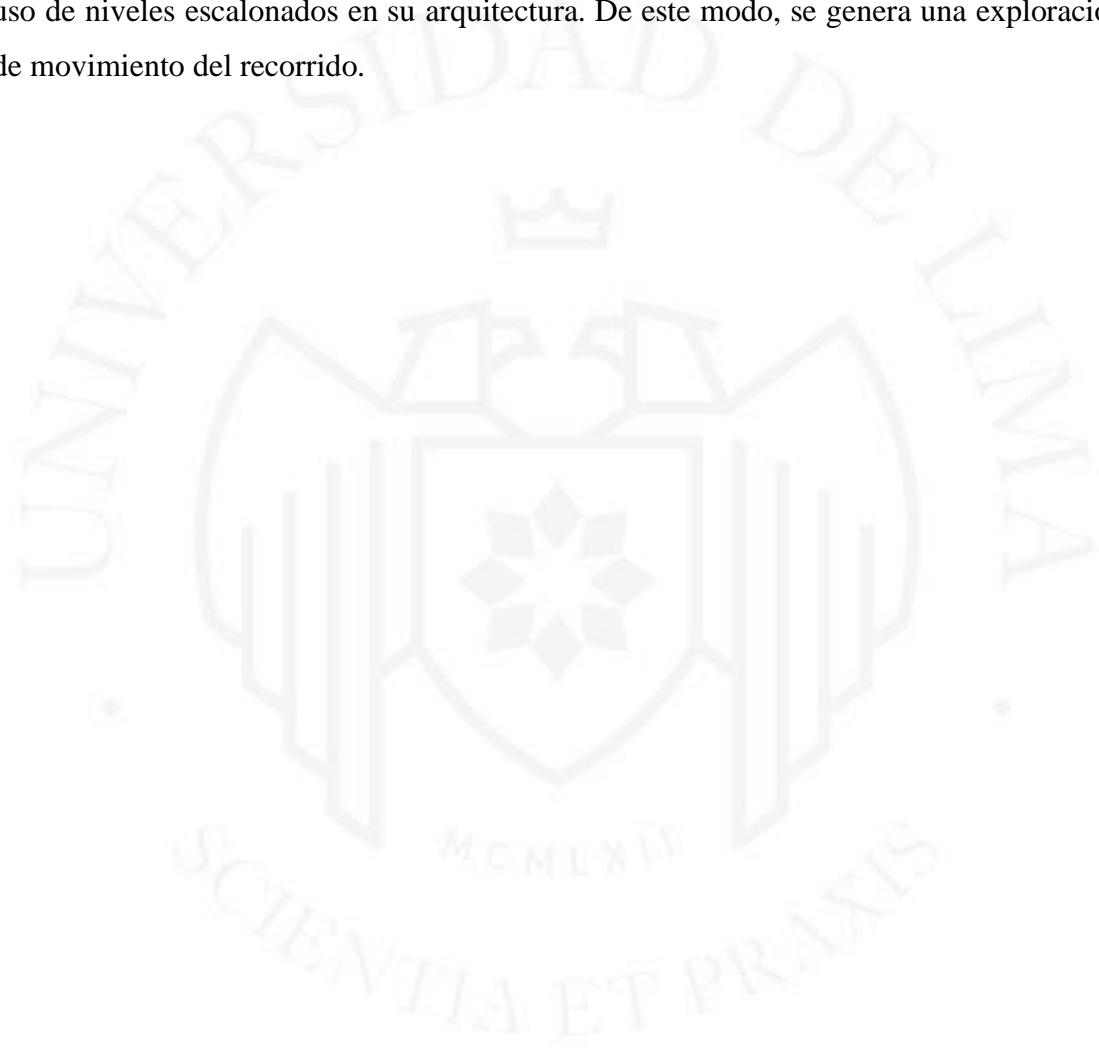 uso de niveles escalonados en su arquitectura. De este modo, se genera una exploració
de movimiento del recorrido.
UNIVERSIDAD DE LIMA
MCMLXII
SCIENTIA ET PRAXIS